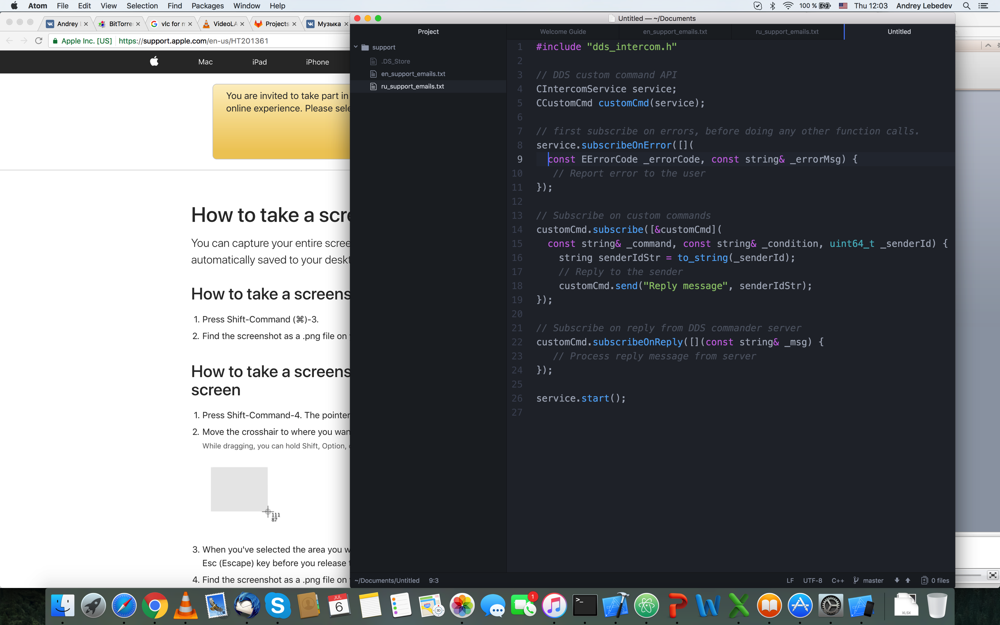 Atom File Edit View Selection Find Packages Window Help 100 % Thu 12:03 Andrey Lebedev
Andrey
BitTorre
vlc for m
VideoLA
Projects
Музыка
Apple Inc. [US] https://support.apple.com/en-us/HT201361
Mac iPad iPhone
You are invited to take part in
online experience. Please sele
How to take a scre
You can capture your entire scree
automatically saved to your deskt
How to take a screens
1. Press Shift-Command (⌘)-3.
2. Find the screenshot as a .png file on
How to take a screens
screen
1. Press Shift-Command-4. The pointer
2. Move the crosshair to where you wan
While dragging, you can hold Shift, Option,
111
87
3. When you've selected the area you w
Esc (Escape) key before you release
4. Find the screenshot as a .png file on
Untitled — ~/Documents
Project
support
.DS_Store
en_support_emails.txt
ru_support_emails.txt
Welcome Guide en_support_emails.txt ru_support_emails.txt Untitled
1 #include "dds_intercom.h"
2
3 // DDS custom command API
4 CIntercomService service;
5 CCustomCmd customCmd(service);
6
7 // first subscribe on errors, before doing any other function calls.
8 service.subscribeOnError([](
9 const EErrorCode _errorCode, const string& _errorMsg) {
10 // Report error to the user
11 });
12
13 // Subscribe on custom commands
14 customCmd.subscribe([&customCmd](
15 const string& _command, const string& _condition, uint64_t _senderId) {
16 string senderIdStr = to_string(_senderId);
17 // Reply to the sender
18 customCmd.send("Reply message", senderIdStr);
19 });
20
21 // Subscribe on reply from DDS commander server
22 customCmd.subscribeOnReply([](const string& _msg) {
23 // Process reply message from server
24 });
25
26 service.start();
27
~/Documents/Untitled 9:3 LF UTF-8 C++ master 0 files
JUL
6
280
3D
1
>_
XLSX